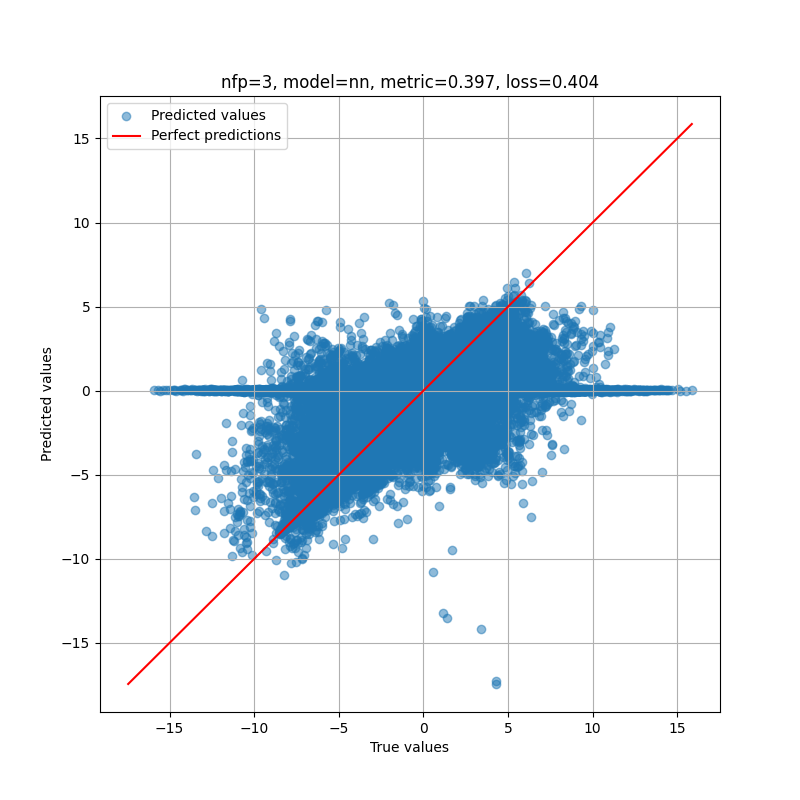 nfp=3, model=nn, metric=0.397, loss=0.404
Predicted values
Perfect predictions
15
10
5
0
−5
−10
−15
Predicted values
−15
−10
−5
0
5
10
15
True values